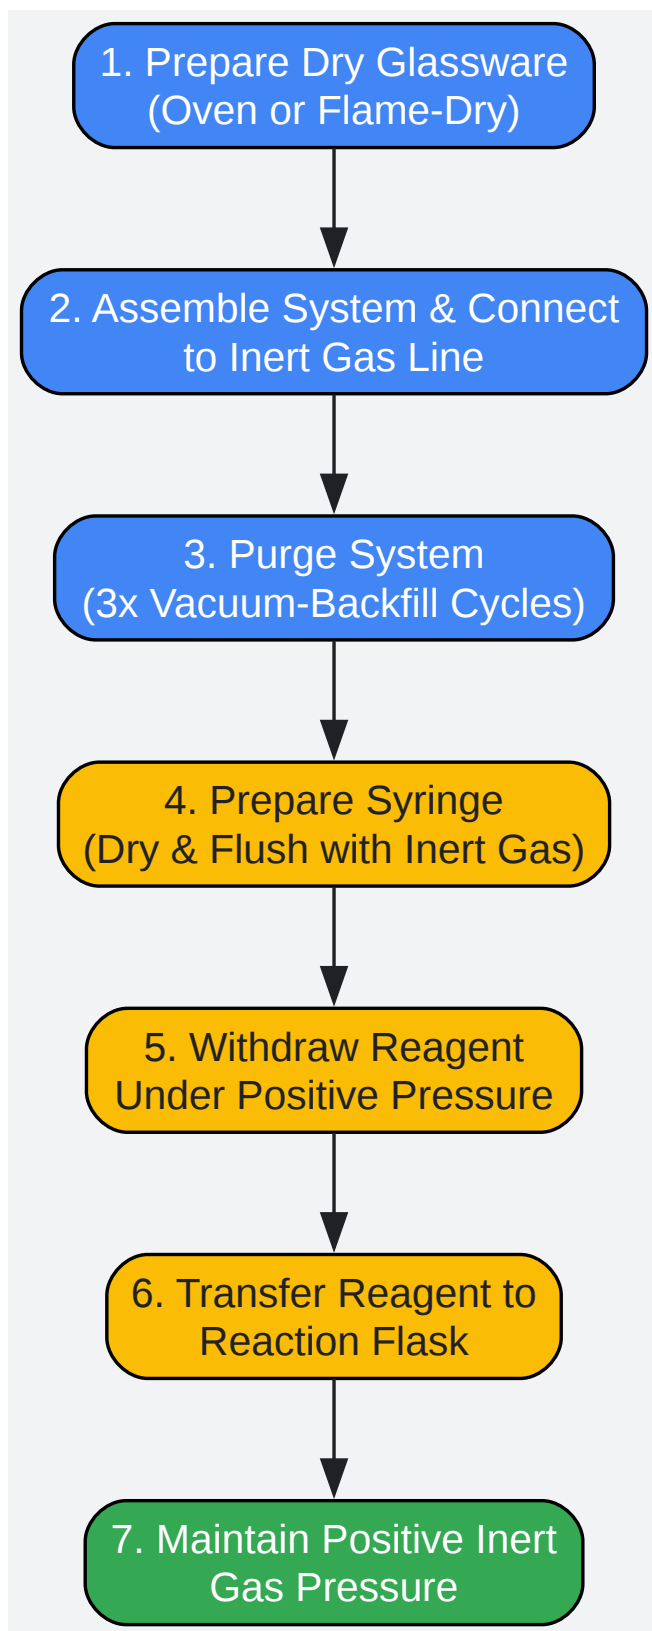 1. Prepare Dry Glassware
(Oven or Flame-Dry)
2. Assemble System & Connect
to Inert Gas Line
3. Purge System
(3x Vacuum-Backfill Cycles)
4. Prepare Syringe
(Dry & Flush with Inert Gas)
5. Withdraw Reagent
Under Positive Pressure
6. Transfer Reagent to
Reaction Flask
7. Maintain Positive Inert
Gas Pressure